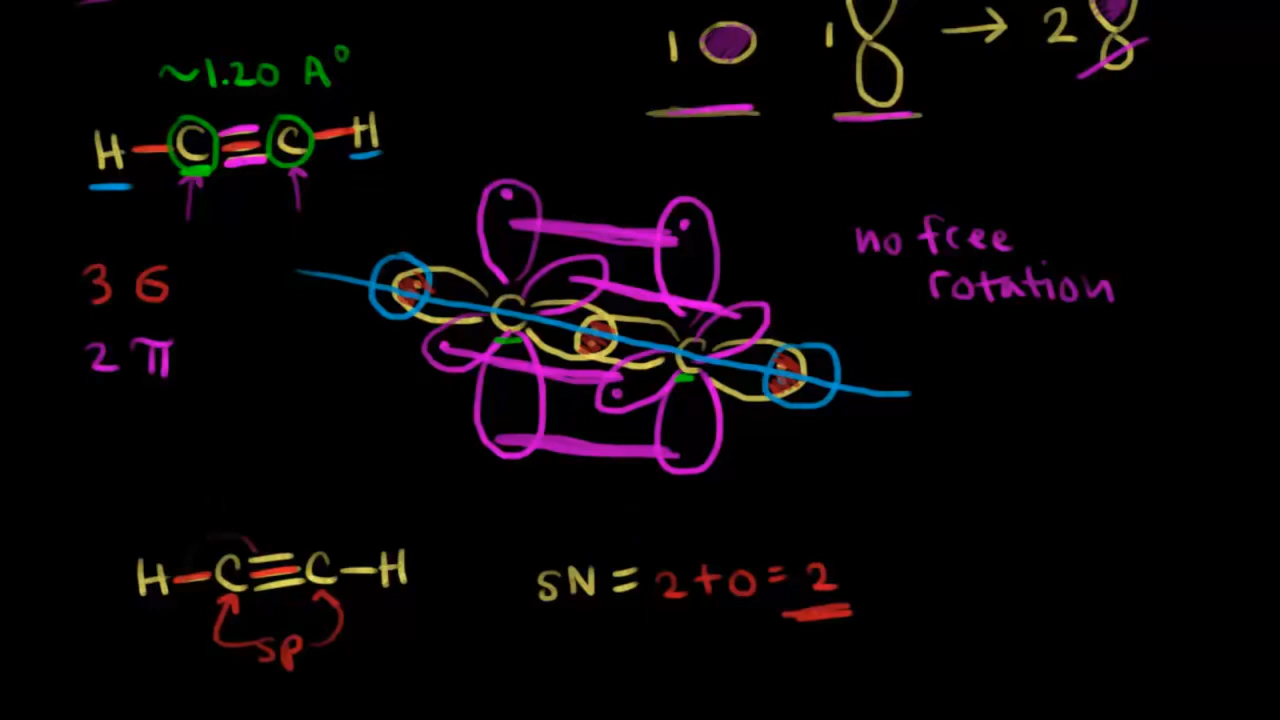 1 1 → 2
~1.20 A°
H-C≡C-H
no free
rotation
3 σ
2 π
C
C
H-C≡C-H
SN = 2+0=2
sp